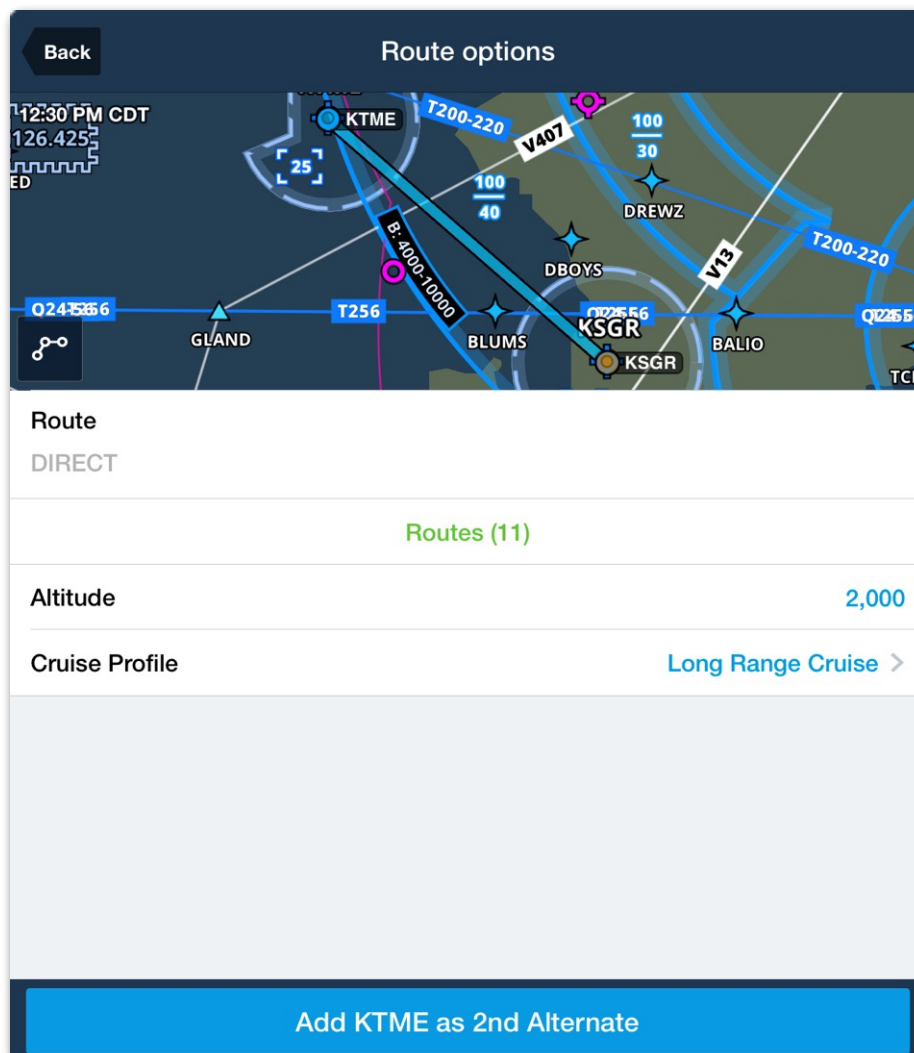 Back
Route options
12:30 PM CDT
126.425
ED
KTME
25
T200-220
V407
100
30
100
40
DREWZ
DBOYS
V13
T200-220
B: 4000-10000
T256
GLAND
BLUMS
KSGR
KSGR
BALIO
TCI
Route
DIRECT
Routes (11)
Altitude
2,000
Cruise Profile
Long Range Cruise
Add KTME as 2nd Alternate